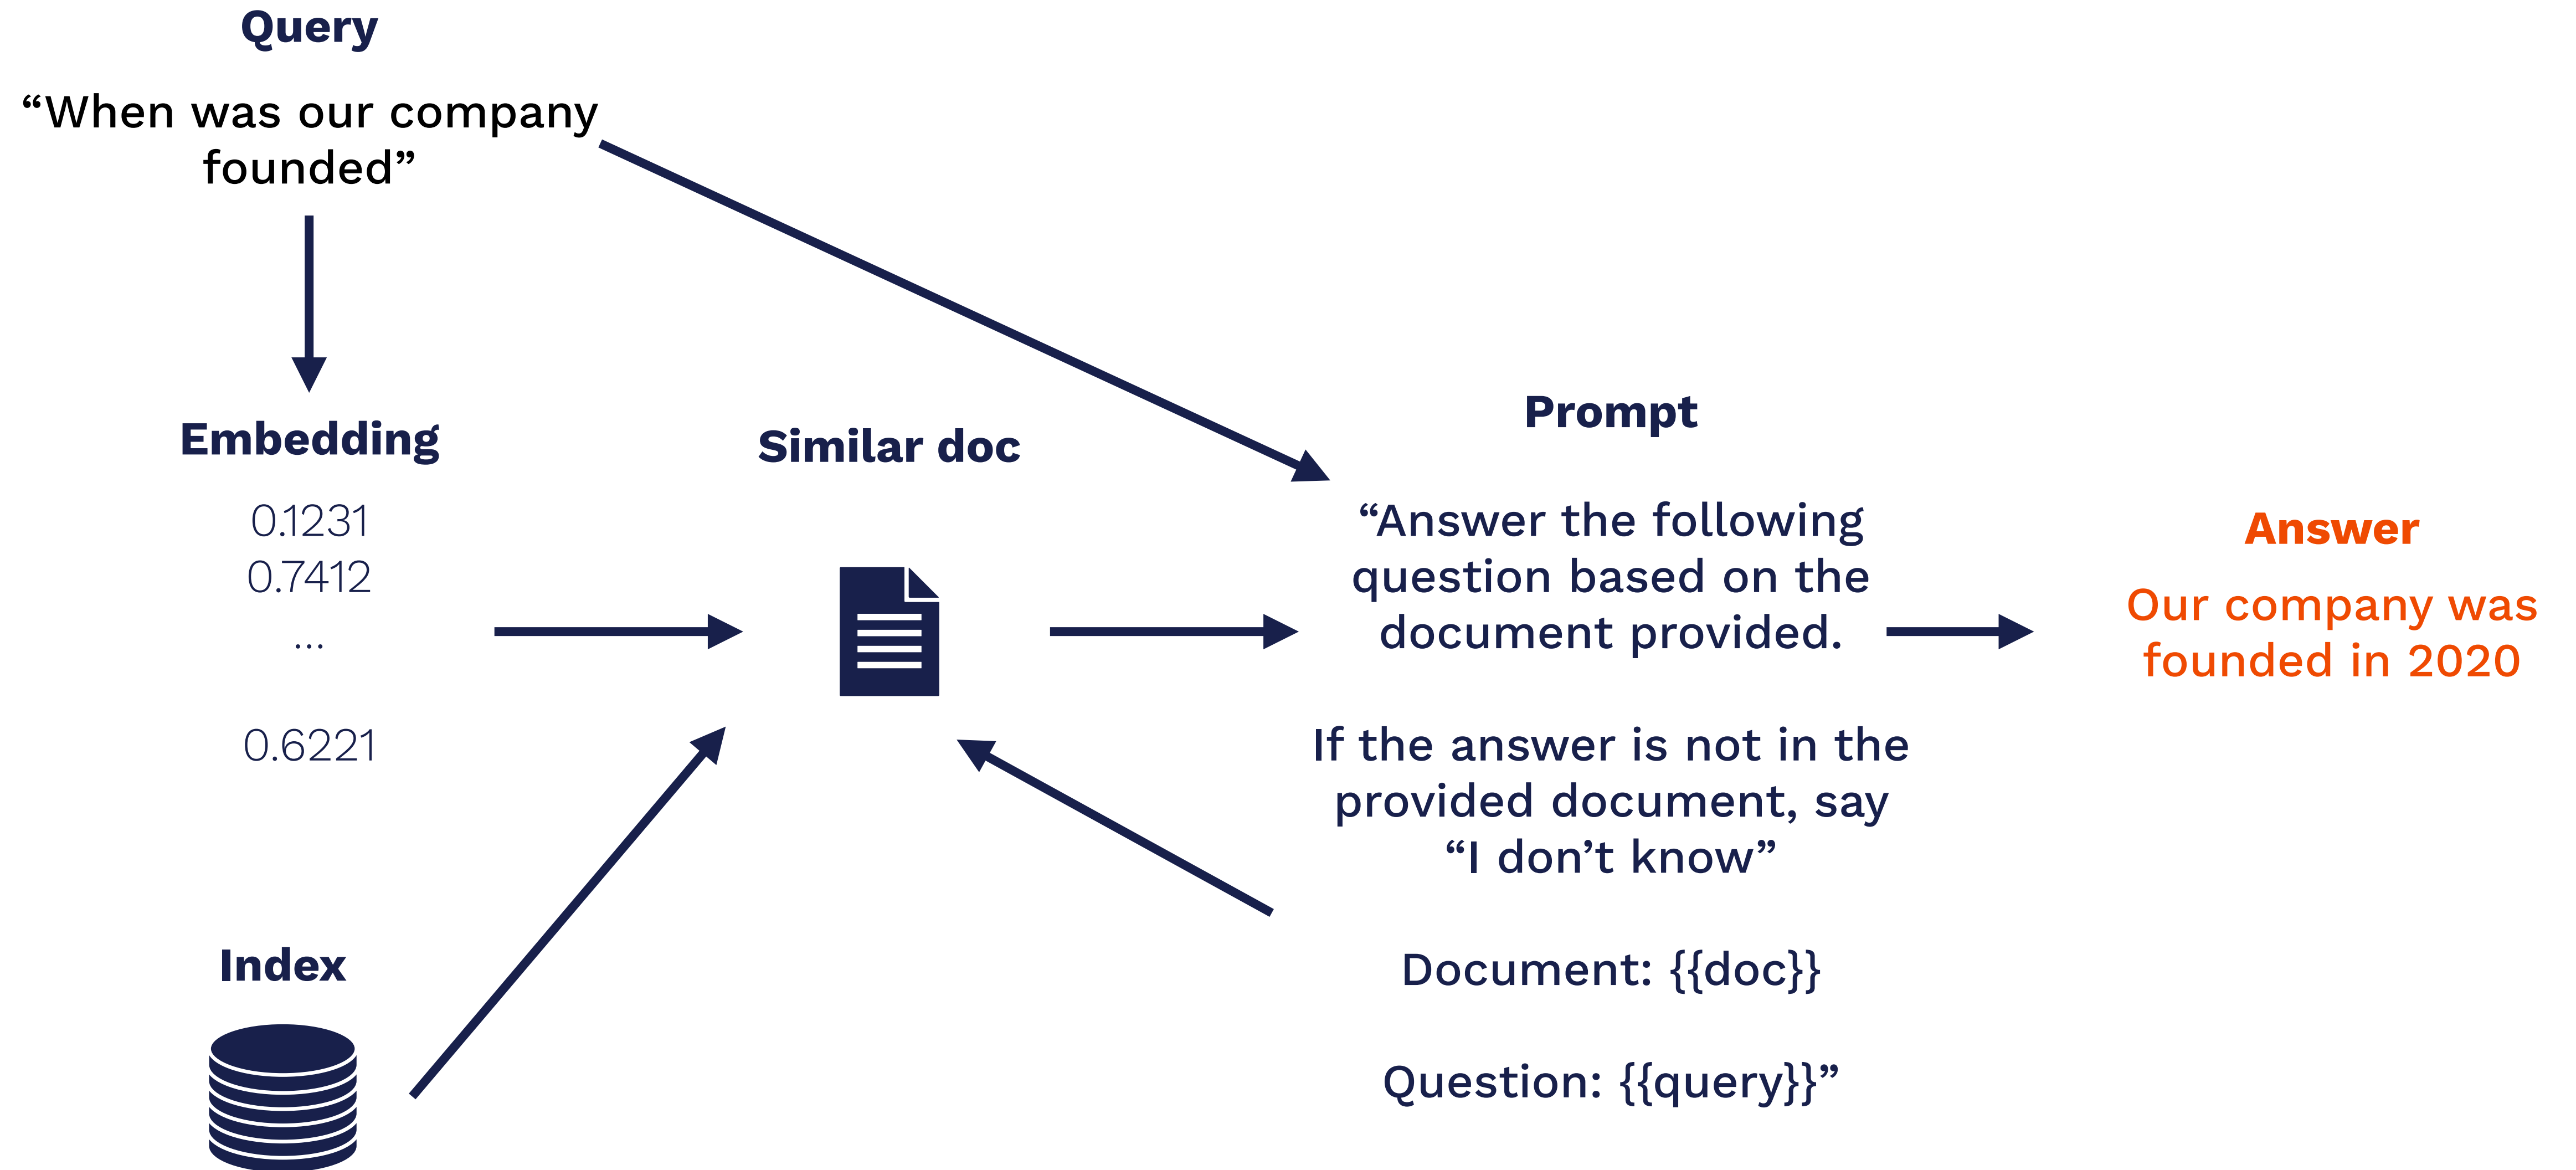 Query
“When was our company
founded”
Embedding
0.1231
0.7412
...
0.6221
Index
Similar doc
Prompt
“Answer the following
question based on the
document provided.
If the answer is not in the
provided document, say
“I don’t know”
Document: {{doc}}
Question: {{query}}”
Answer
Our company was
founded in 2020